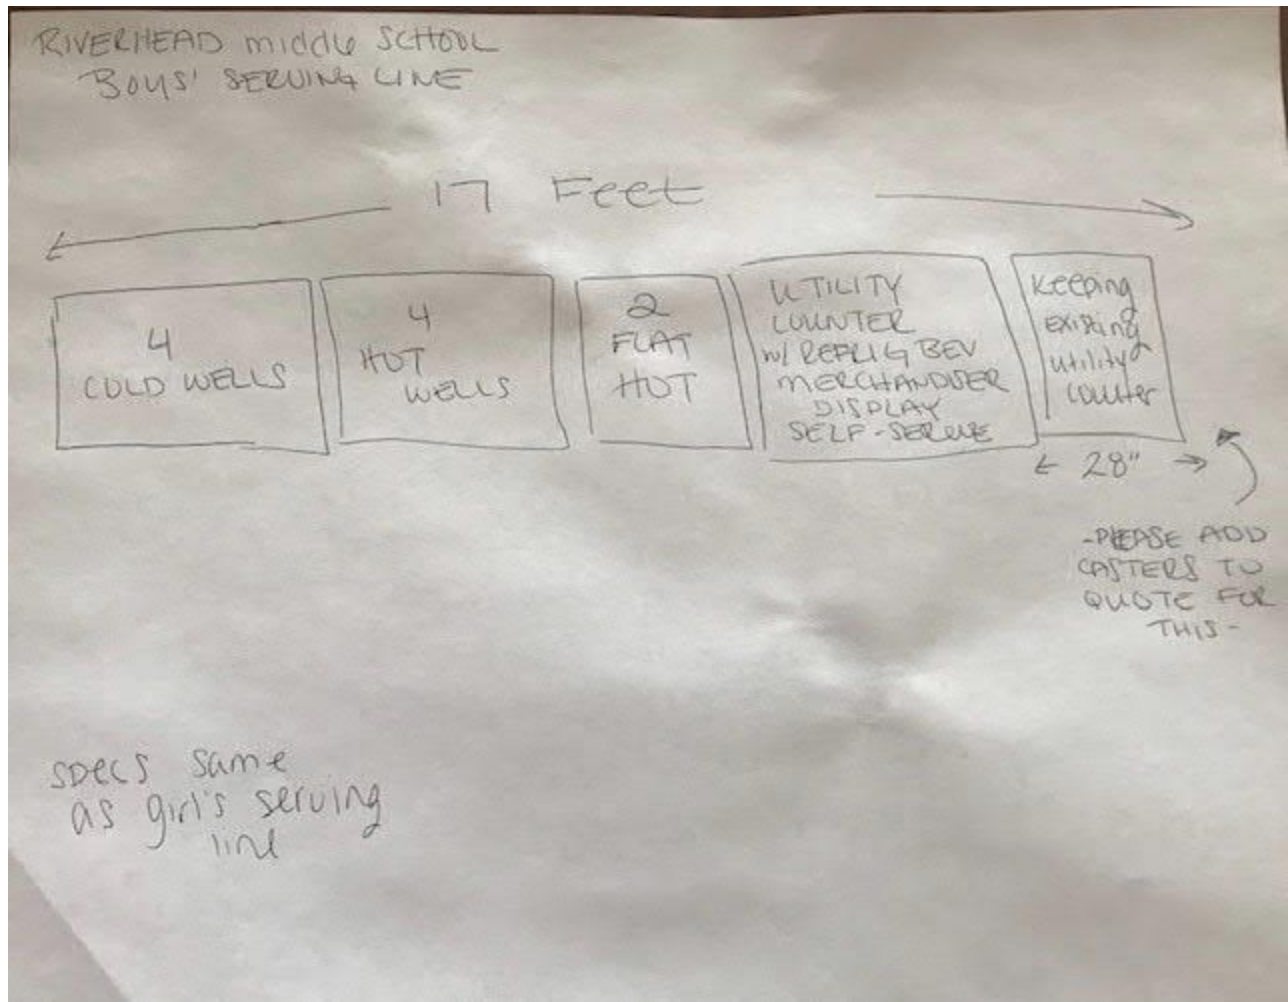 RIVERHEAD middle SCHOOL
BOYS' SERVING LINE
17 Feet
4
COLD WELLS
4
HOT
WELLS
2
FLAT
HOT
UTILITY
COUNTER
w/ REFRIG BEV
MERCHANDISER
DISPLAY
SELF-SERVE
Keeping
Existing
utility
counter
28"
-PLEASE ADD
CASTERS TO
QUOTE FOR
THIS-
specs same
as girl's serving
line